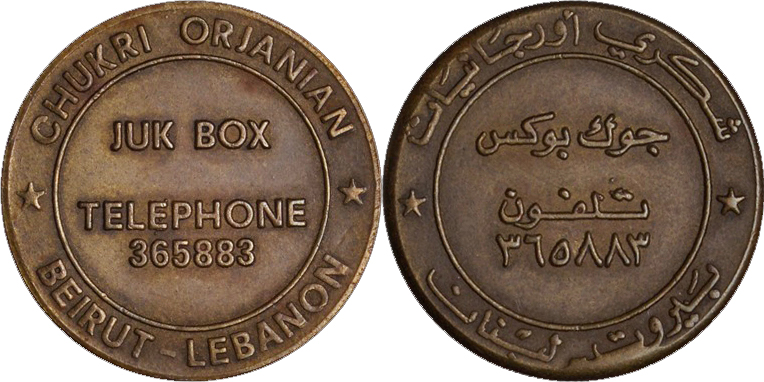 CHUKRI ORJANIAN
JUK BOX
TELEPHONE
365883
BEIRUT - LEBANON
شكري أورجانيان
جوك بوكس
تلفون
٣٦٥٨٨٣
بيروت - لبنان